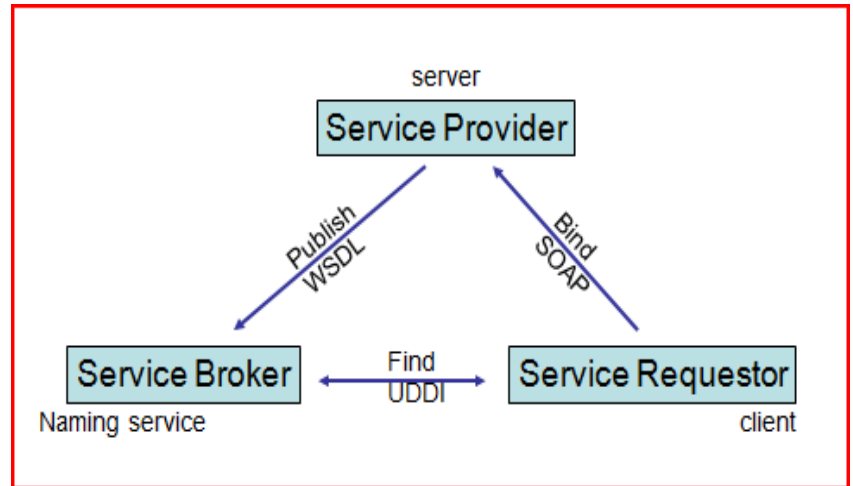 server
Service Provider
Publish
WSDL
Bind
SOAP
Service Broker
Find
UDDI
Service Requestor
Naming service
client